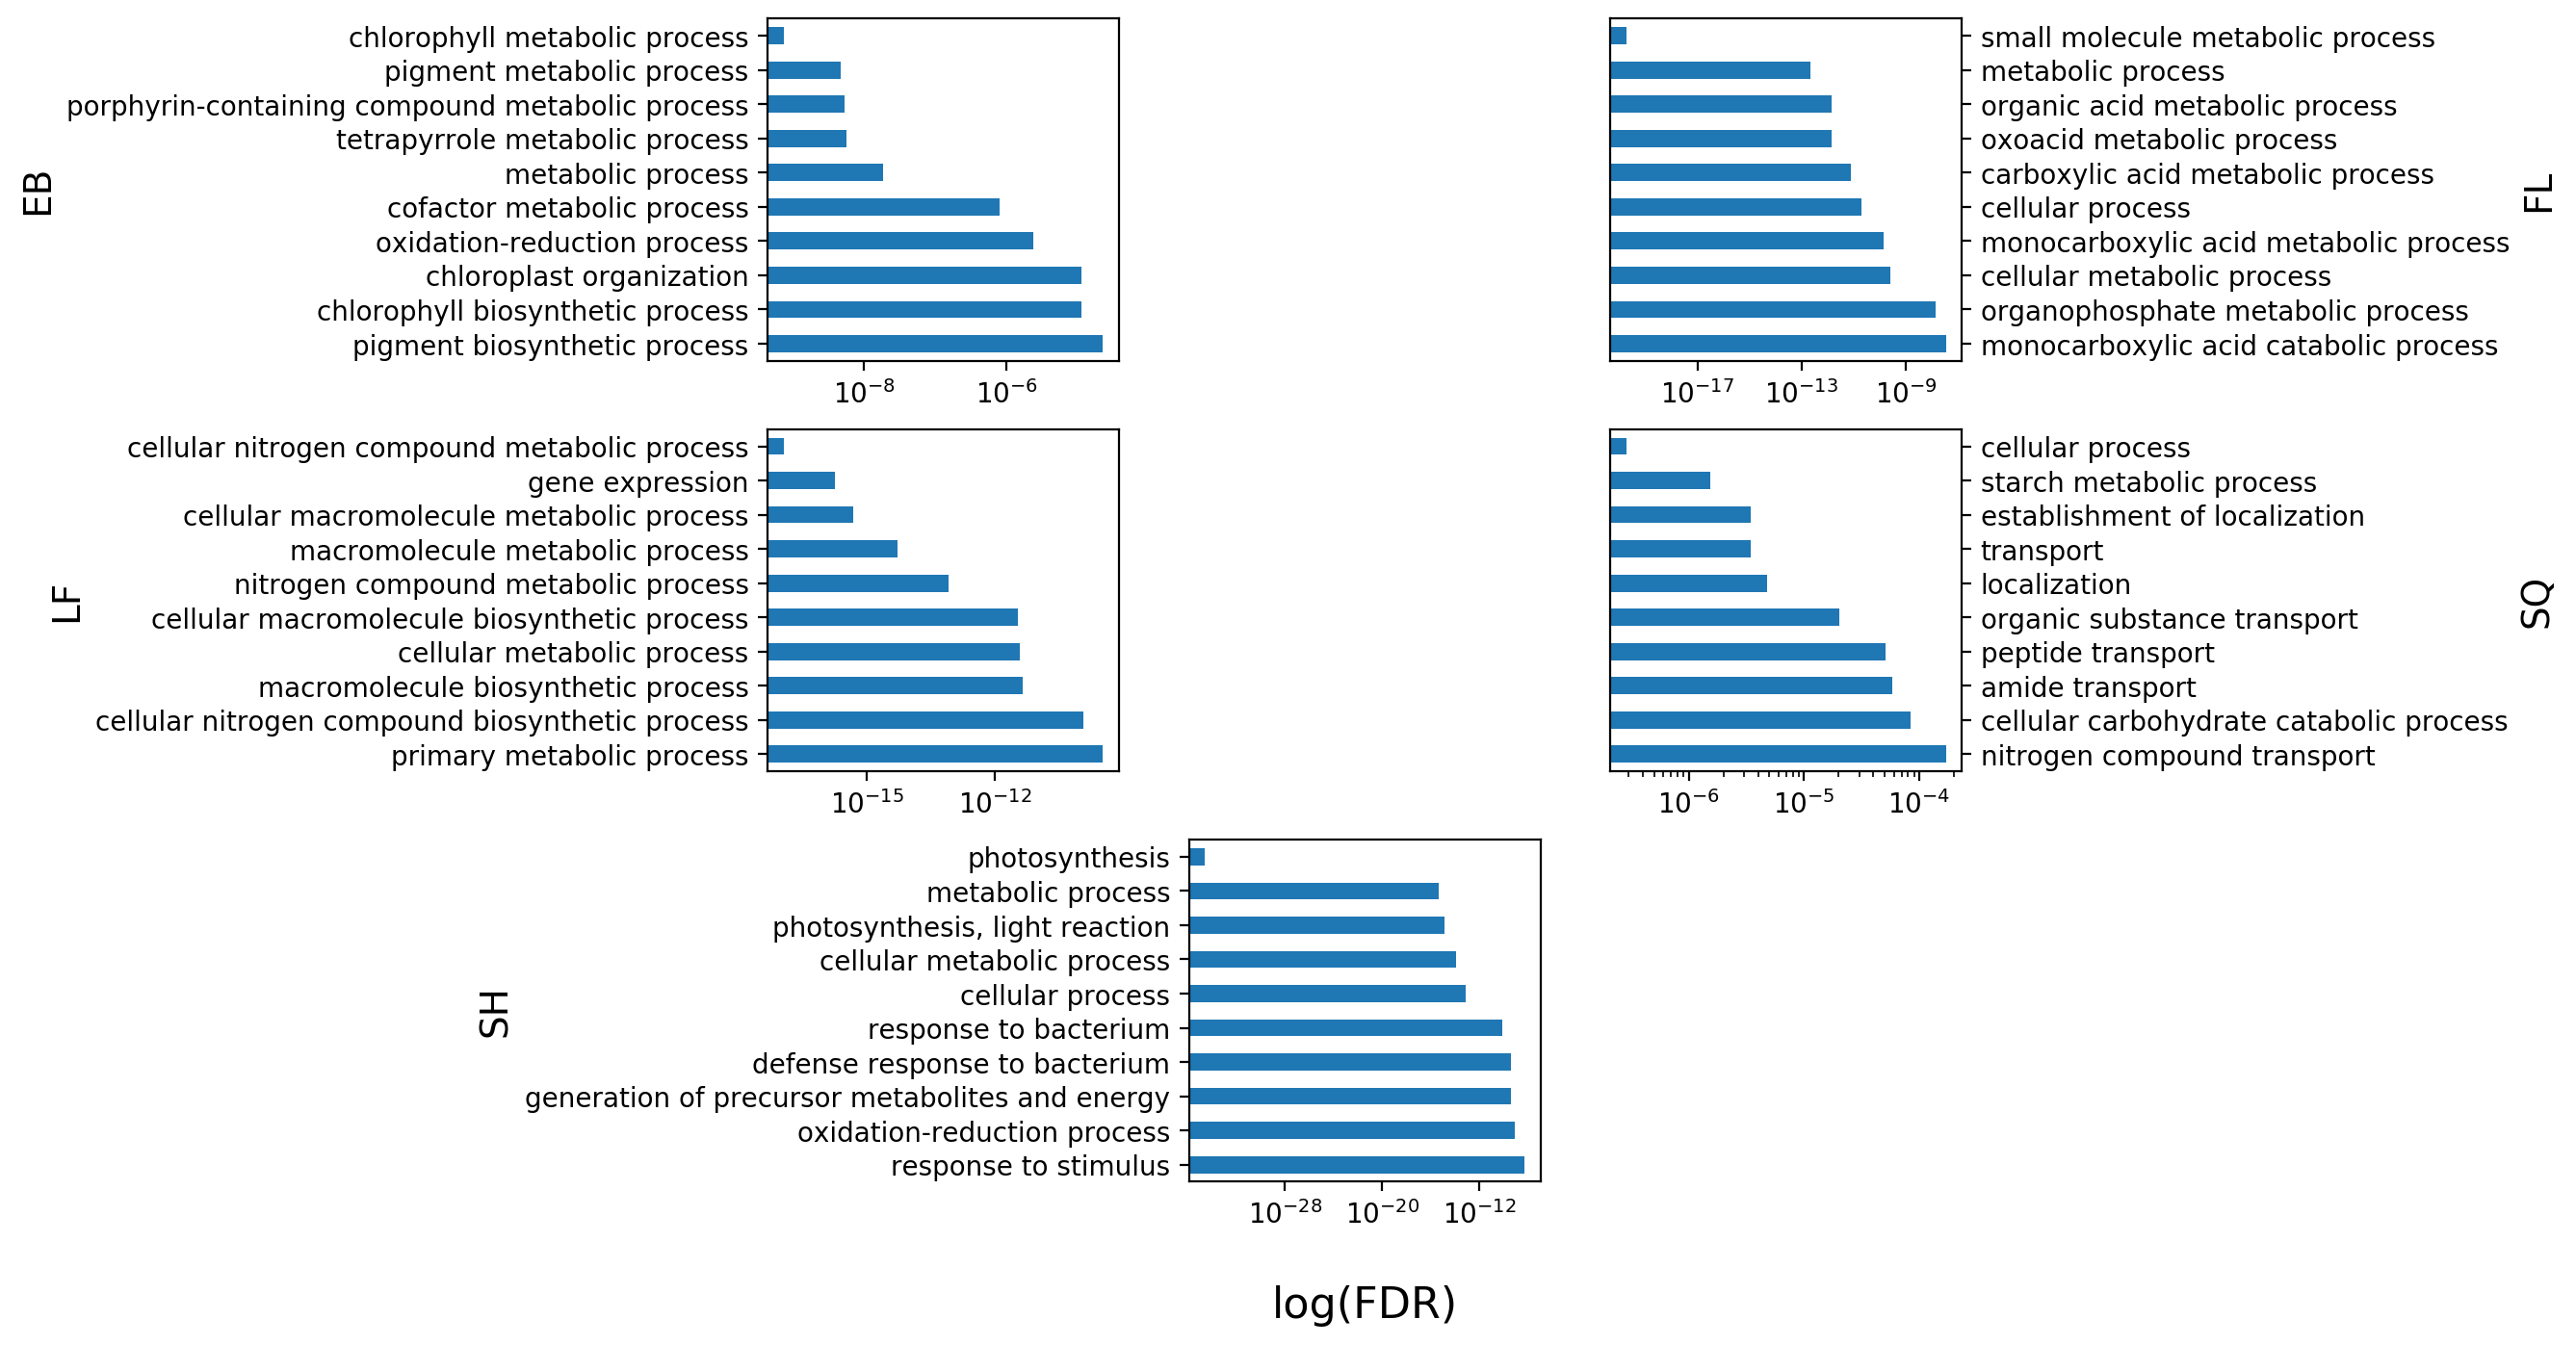 EB
chlorophyll metabolic process
pigment metabolic process
porphyrin-containing compound metabolic process
tetrapyrrole metabolic process
metabolic process
cofactor metabolic process
oxidation-reduction process
chloroplast organization
chlorophyll biosynthetic process
pigment biosynthetic process
10⁻⁸ 10⁻⁶
small molecule metabolic process
metabolic process
organic acid metabolic process
oxoacid metabolic process
carboxylic acid metabolic process
cellular process
monocarboxylic acid metabolic process
cellular metabolic process
organophosphate metabolic process
monocarboxylic acid catabolic process
10⁻¹⁷ 10⁻¹³ 10⁻⁹
FL
LF
cellular nitrogen compound metabolic process
gene expression
cellular macromolecule metabolic process
macromolecule metabolic process
nitrogen compound metabolic process
cellular macromolecule biosynthetic process
cellular metabolic process
macromolecule biosynthetic process
cellular nitrogen compound biosynthetic process
primary metabolic process
10⁻¹⁵ 10⁻¹²
cellular process
starch metabolic process
establishment of localization
transport
localization
organic substance transport
peptide transport
amide transport
cellular carbohydrate catabolic process
nitrogen compound transport
10⁻⁶ 10⁻⁵ 10⁻⁴
SQ
SH
photosynthesis
metabolic process
photosynthesis, light reaction
cellular metabolic process
cellular process
response to bacterium
defense response to bacterium
generation of precursor metabolites and energy
oxidation-reduction process
response to stimulus
10⁻²⁸ 10⁻²⁰ 10⁻¹²
log(FDR)